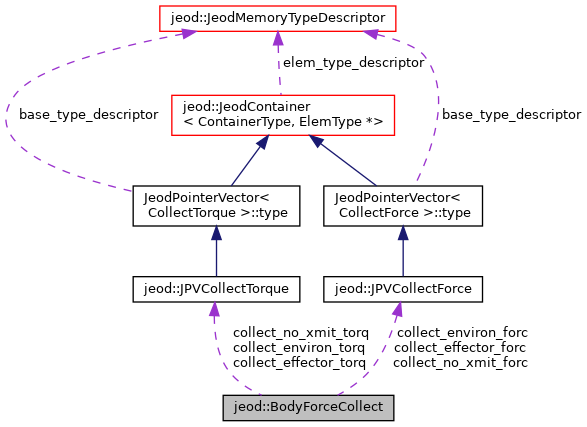 jeod::JeodMemoryTypeDescriptor
elem_type_descriptor
base_type_descriptor
jeod::JeodContainer
< ContainerType, ElemType *>
base_type_descriptor
JeodPointerVector<
CollectTorque >::type
JeodPointerVector<
CollectForce >::type
jeod::JPVCollectTorque
jeod::JPVCollectForce
collect_no_xmit_torq
collect_environ_torq
collect_effector_torq
collect_environ_forc
collect_effector_forc
collect_no_xmit_forc
jeod::BodyForceCollect